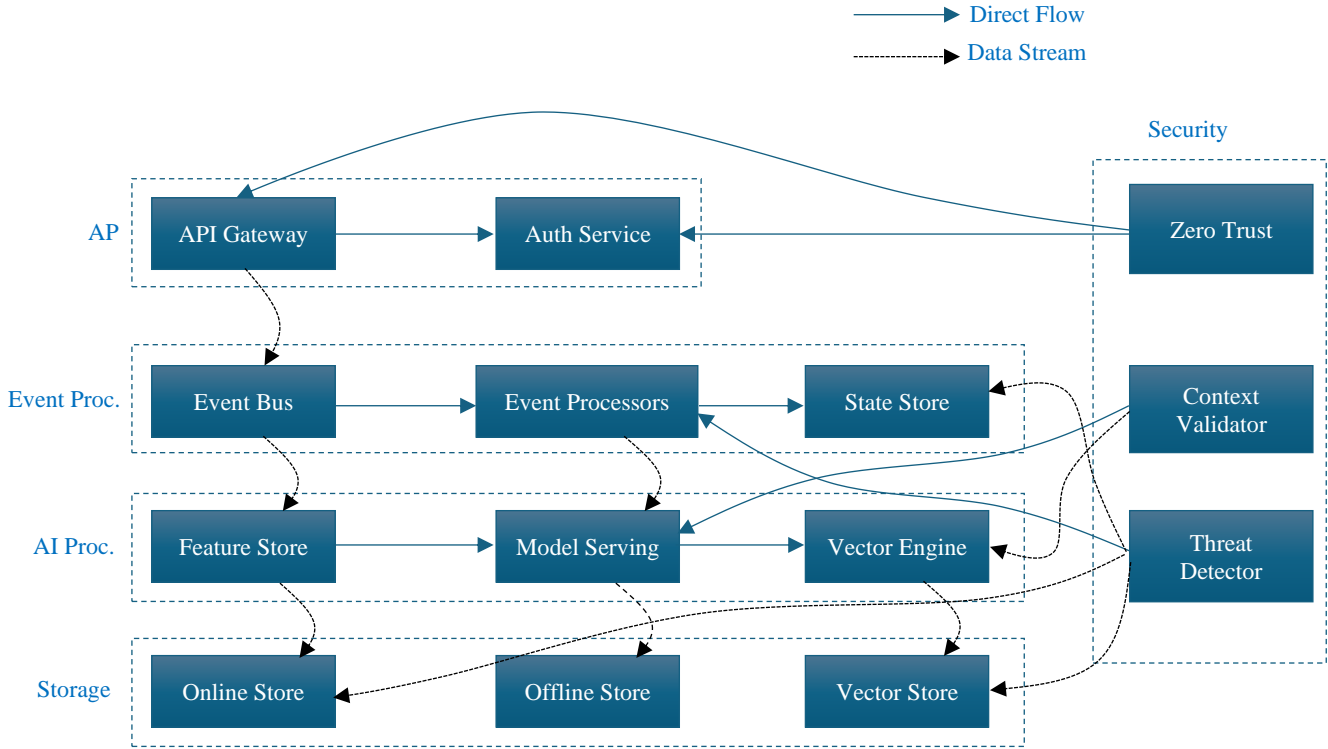 Direct Flow
Data Stream
Security
AP
API Gateway
Auth Service
Zero Trust
Event Proc.
Event Bus
Event Processors
State Store
Context
Validator
AI Proc.
Feature Store
Model Serving
Vector Engine
Threat
Detector
Storage
Online Store
Offline Store
Vector Store